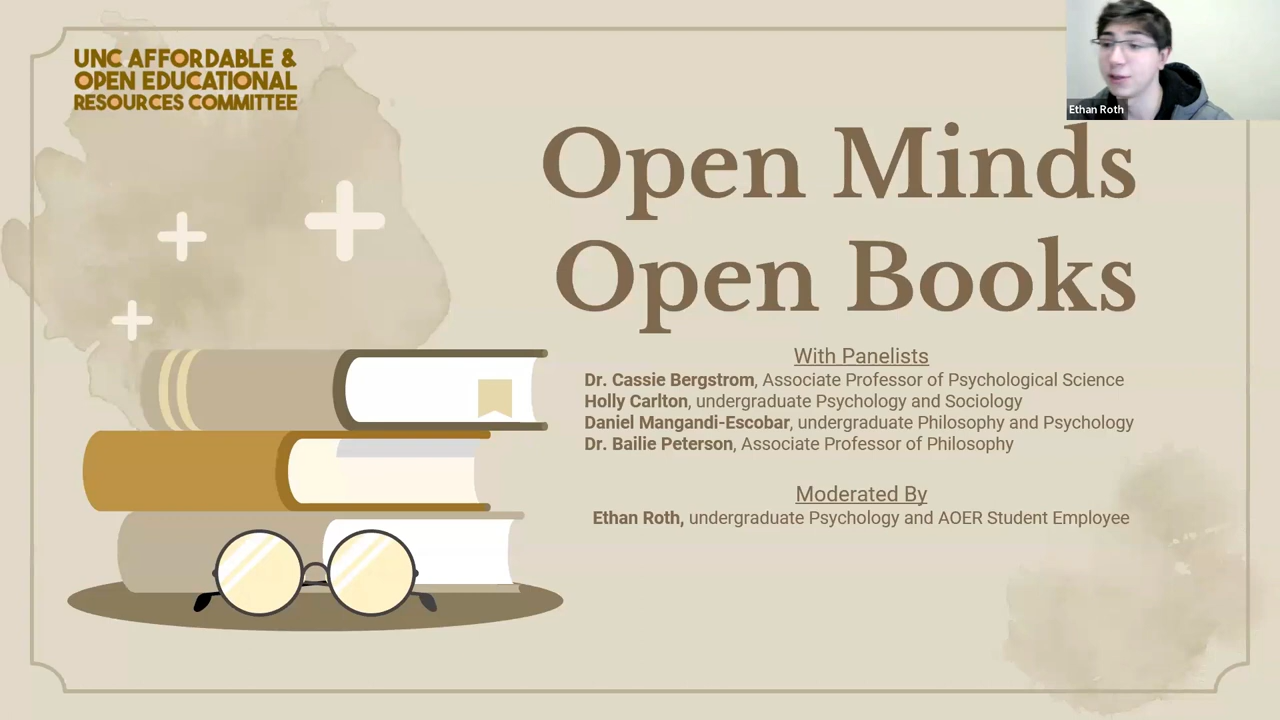 UNC AFFORDABLE &
OPEN EDUCATIONAL
RESOURCES COMMITTEE
Ethan Roth
Open Minds
Open Books
With Panelists
Dr. Cassie Bergstrom, Associate Professor of Psychological Science
Holly Carlton, undergraduate Psychology and Sociology
Daniel Mangandi-Escobar, undergraduate Philosophy and Psychology
Dr. Bailie Peterson, Associate Professor of Philosophy
Moderated By
Ethan Roth, undergraduate Psychology and AOER Student Employee